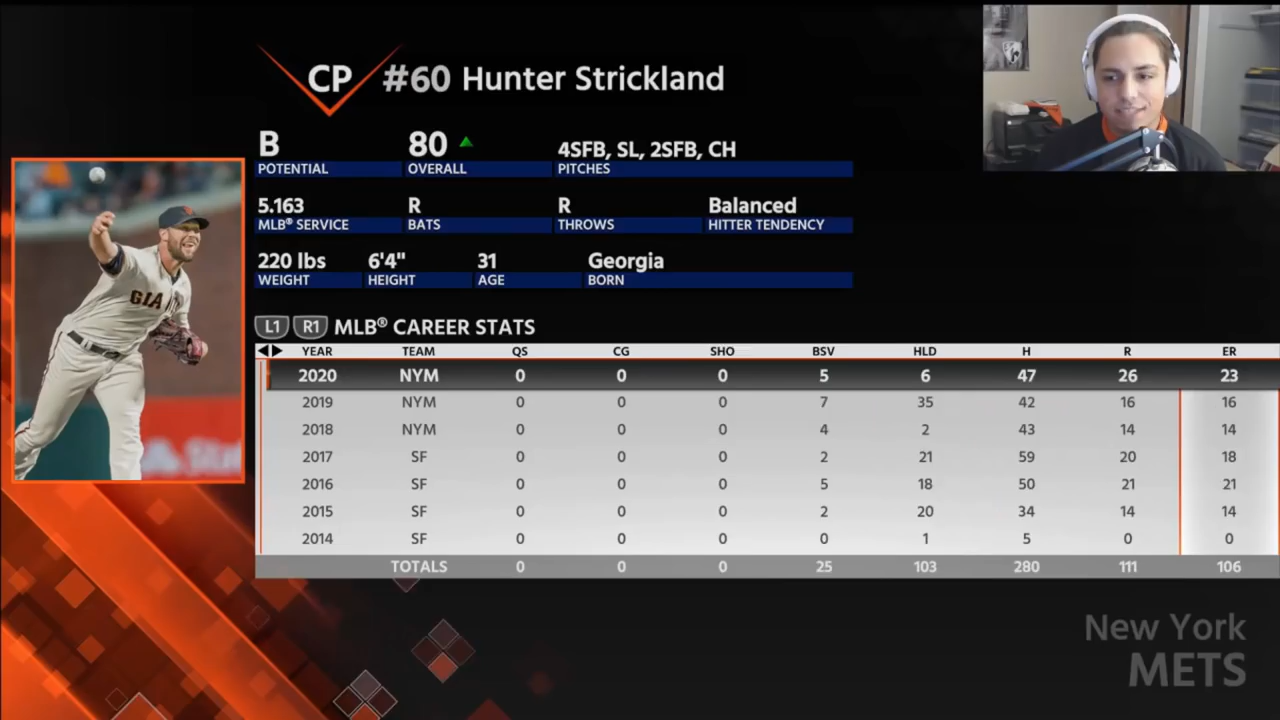 CP #60 Hunter Strickland
B 80 4SFB, SL, 2SFB, CH
POTENTIAL OVERALL PITCHES
5.163 R R Balanced
MLB® SERVICE BATS THROWS HITTER TENDENCY
220 lbs 6'4" 31 Georgia
WEIGHT HEIGHT AGE BORN
L1 R1 MLB® CAREER STATS
YEAR TEAM QS CG SHO BSV HLD H R ER
2020 NYM 0 0 0 5 6 47 26 23
2019 NYM 0 0 0 7 35 42 16 16
2018 NYM 0 0 0 4 2 43 14 14
2017 SF 0 0 0 2 21 59 20 18
2016 SF 0 0 0 5 18 50 21 21
2015 SF 0 0 0 2 20 34 14 14
2014 SF 0 0 0 0 1 5 0 0
TOTALS 0 0 0 25 103 280 111 106
New York
METS
GIA